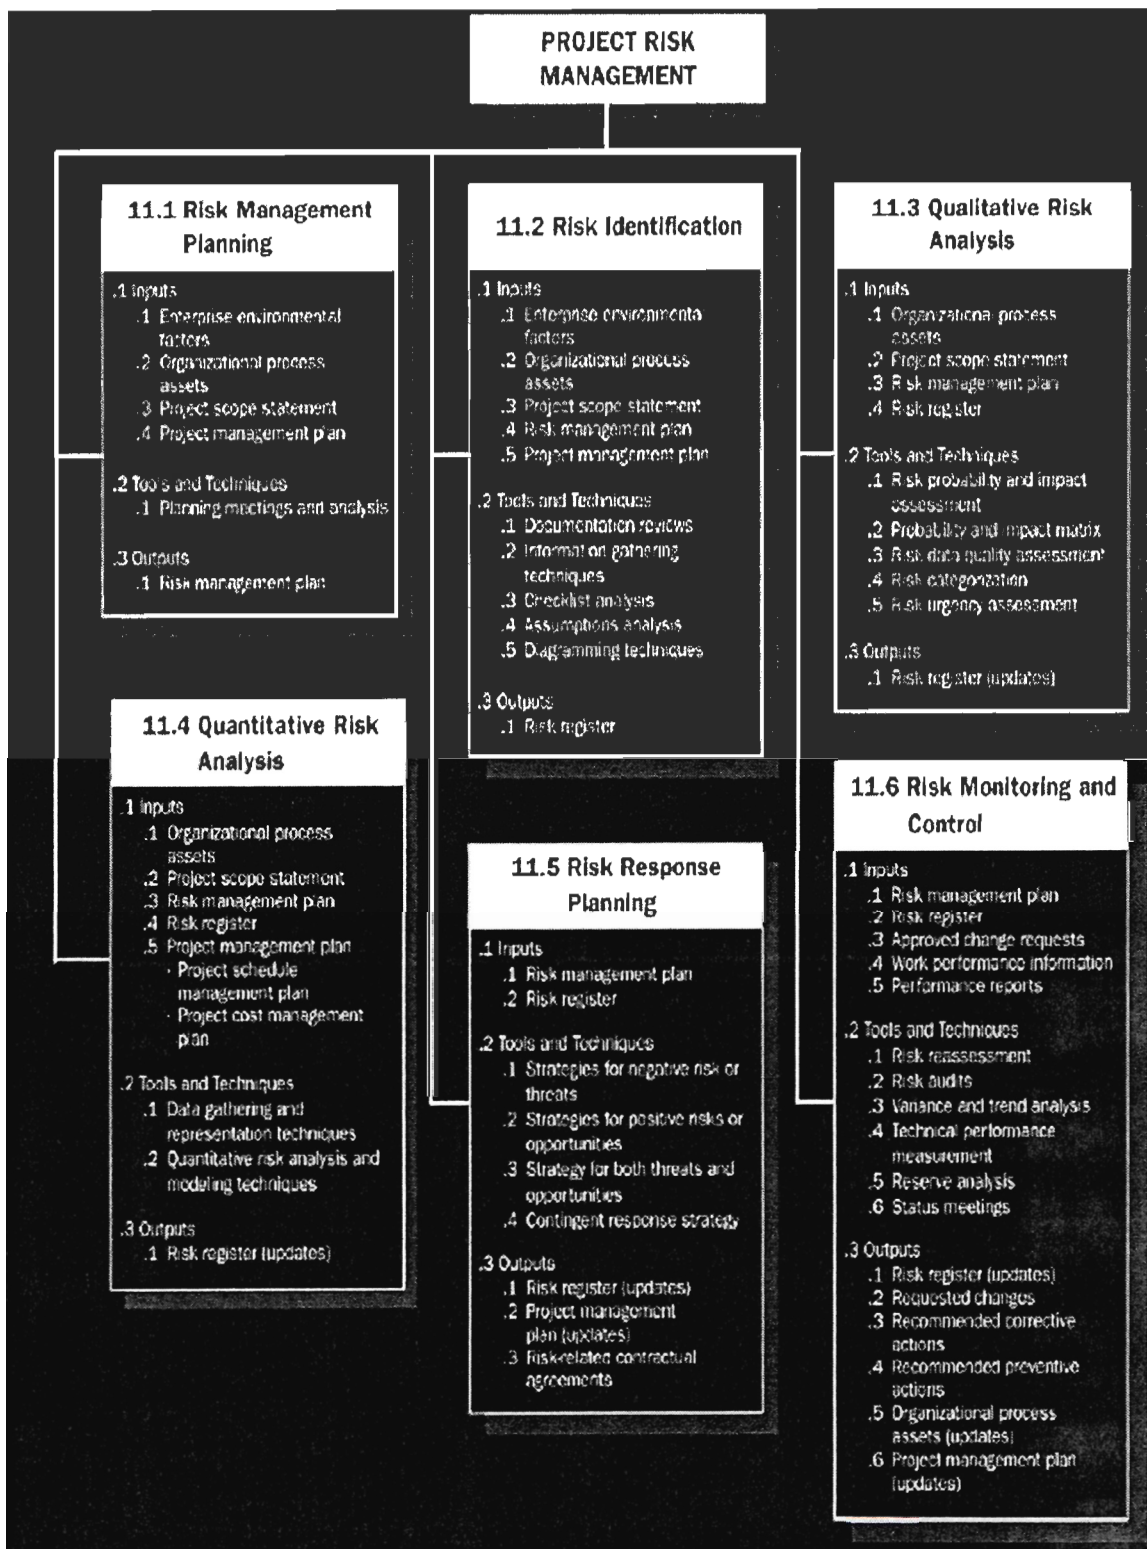 PROJECT RISK
MANAGEMENT
11.1 Risk Management
Planning
.1 Inputs
.1 Enterprise environmental
factors
.2 Organizational process
assets
.3 Project scope statement
.4 Project management plan
.2 Tools and Techniques
.1 Planning meetings and analysis
.3 Outputs
.1 Risk management plan
11.2 Risk Identification
.1 Inputs
.1 Enterprise environmental
factors
.2 Organizational process
assets
.3 Project scope statement
.4 Risk management plan
.5 Project management plan
.2 Tools and Techniques
.1 Documentation reviews
.2 Information gathering
techniques
.3 Checklist analysis
.4 Assumptions analysis
.5 Diagramming techniques
.3 Outputs
.1 Risk register
11.3 Qualitative Risk
Analysis
.1 Inputs
.1 Organizational process
assets
.2 Project scope statement
.3 Risk management plan
.4 Risk register
.2 Tools and Techniques
.1 Risk probability and impact
assessment
.2 Probability and impact matrix
.3 Risk data quality assessment
.4 Risk categorization
.5 Risk urgency assessment
.3 Outputs
.1 Risk register (updates)
11.4 Quantitative Risk
Analysis
.1 Inputs
.1 Organizational process
assets
.2 Project scope statement
.3 Risk management plan
.4 Risk register
.5 Project management plan
· Project schedule
management plan
· Project cost management
plan
.2 Tools and Techniques
.1 Data gathering and
representation techniques
.2 Quantitative risk analysis and
modeling techniques
.3 Outputs
.1 Risk register (updates)
11.5 Risk Response
Planning
.1 Inputs
.1 Risk management plan
.2 Risk register
.2 Tools and Techniques
.1 Strategies for negative risk or
threats
.2 Strategies for positive risks or
opportunities
.3 Strategy for both threats and
opportunities
.4 Contingent response strategy
.3 Outputs
.1 Risk register (updates)
.2 Project management
plan (updates)
.3 Risk-related contractual
agreements
11.6 Risk Monitoring and
Control
.1 Inputs
.1 Risk management plan
.2 Risk register
.3 Approved change requests
.4 Work performance information
.5 Performance reports
.2 Tools and Techniques
.1 Risk reassessment
.2 Risk audits
.3 Variance and trend analysis
.4 Technical performance
measurement
.5 Reserve analysis
.6 Status meetings
.3 Outputs
.1 Risk register (updates)
.2 Requested changes
.3 Recommended corrective
actions
.4 Recommended preventive
actions
.5 Organizational process
assets (updates)
.6 Project management plan
(updates)